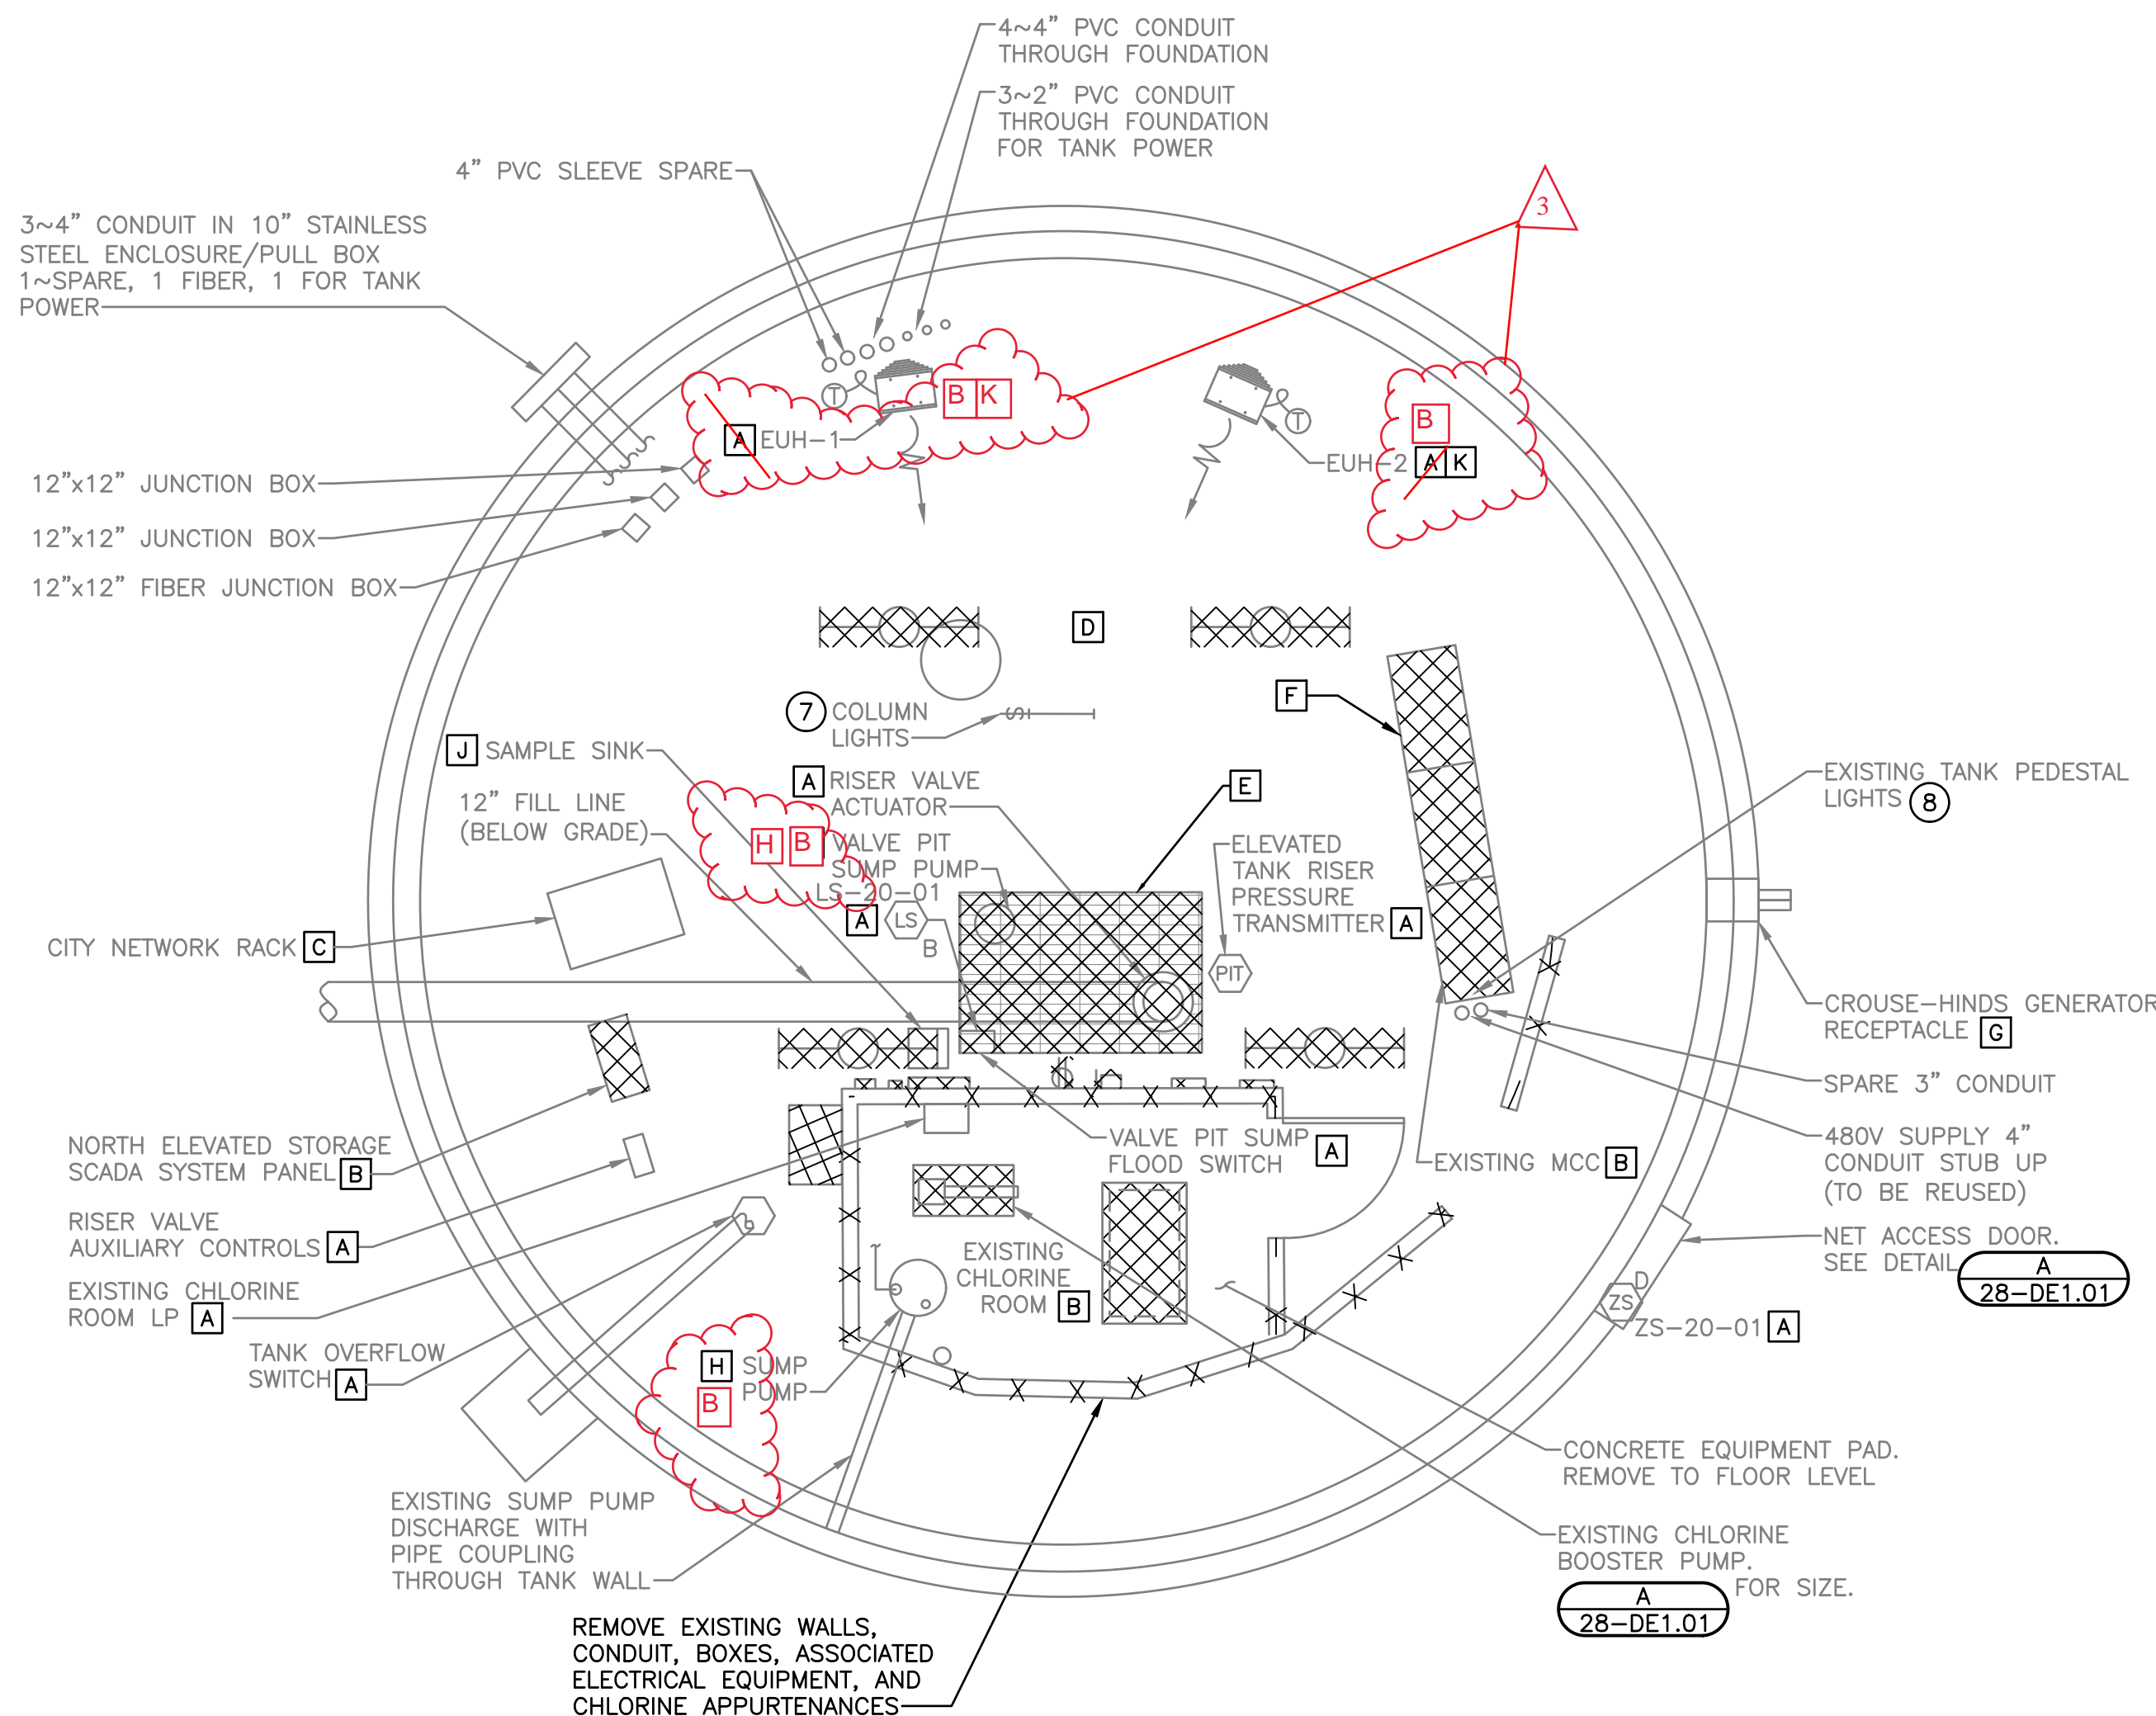 4~4" PVC CONDUIT
THROUGH FOUNDATION
3~2" PVC CONDUIT
THROUGH FOUNDATION
FOR TANK POWER
4" PVC SLEEVE SPARE
3
3~4" CONDUIT IN 10" STAINLESS
STEEL ENCLOSURE/PULL BOX
1~SPARE, 1 FIBER, 1 FOR TANK
POWER
T
B K
A EUH-1
T
B
EUH-2 A K
12"x12" JUNCTION BOX
12"x12" JUNCTION BOX
12"x12" FIBER JUNCTION BOX
D
F
7 COLUMN
LIGHTS
S
J SAMPLE SINK
A RISER VALVE
ACTUATOR
E
EXISTING TANK PEDESTAL
LIGHTS 8
12" FILL LINE
(BELOW GRADE)
H B VALVE PIT
SUMP PUMP
LS-20-01
A LS
B
ELEVATED
TANK RISER
PRESSURE
TRANSMITTER A
PIT
CITY NETWORK RACK C
CROUSE-HINDS GENERATOR
RECEPTACLE G
SPARE 3" CONDUIT
NORTH ELEVATED STORAGE
SCADA SYSTEM PANEL B
VALVE PIT SUMP
FLOOD SWITCH A
EXISTING MCC B
480V SUPPLY 4"
CONDUIT STUB UP
(TO BE REUSED)
RISER VALVE
AUXILIARY CONTROLS A
NET ACCESS DOOR.
SEE DETAIL
A
28-DE1.01
EXISTING
CHLORINE
ROOM B
EXISTING CHLORINE
ROOM LP A
D
ZS
ZS-20-01 A
TANK OVERFLOW
SWITCH A
H SUMP
PUMP
B
CONCRETE EQUIPMENT PAD.
REMOVE TO FLOOR LEVEL
EXISTING SUMP PUMP
DISCHARGE WITH
PIPE COUPLING
THROUGH TANK WALL
EXISTING CHLORINE
BOOSTER PUMP.
FOR SIZE.
A
28-DE1.01
REMOVE EXISTING WALLS,
CONDUIT, BOXES, ASSOCIATED
ELECTRICAL EQUIPMENT, AND
CHLORINE APPURTENANCES